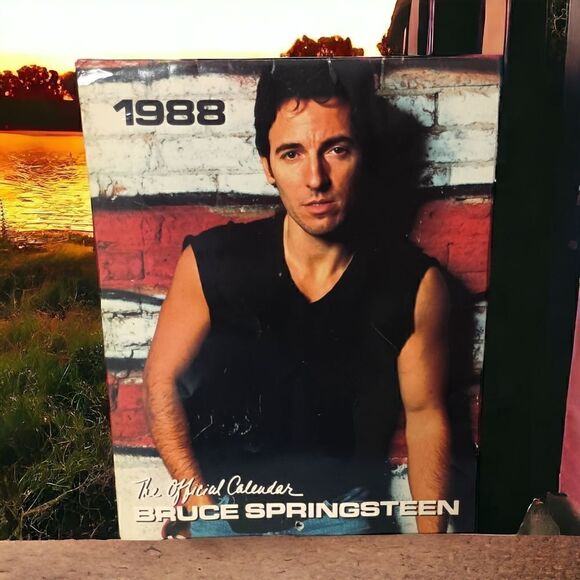 1988
The Official Calendar
BRUCE SPRINGSTEEN